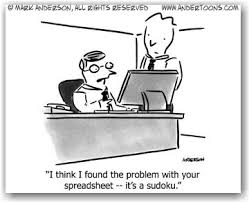 © MARK ANDERSON, ALL RIGHTS RESERVED WWW.ANDERTOONS.COM
ANDERSON
"I think I found the problem with your
spreadsheet -- it's a sudoku."